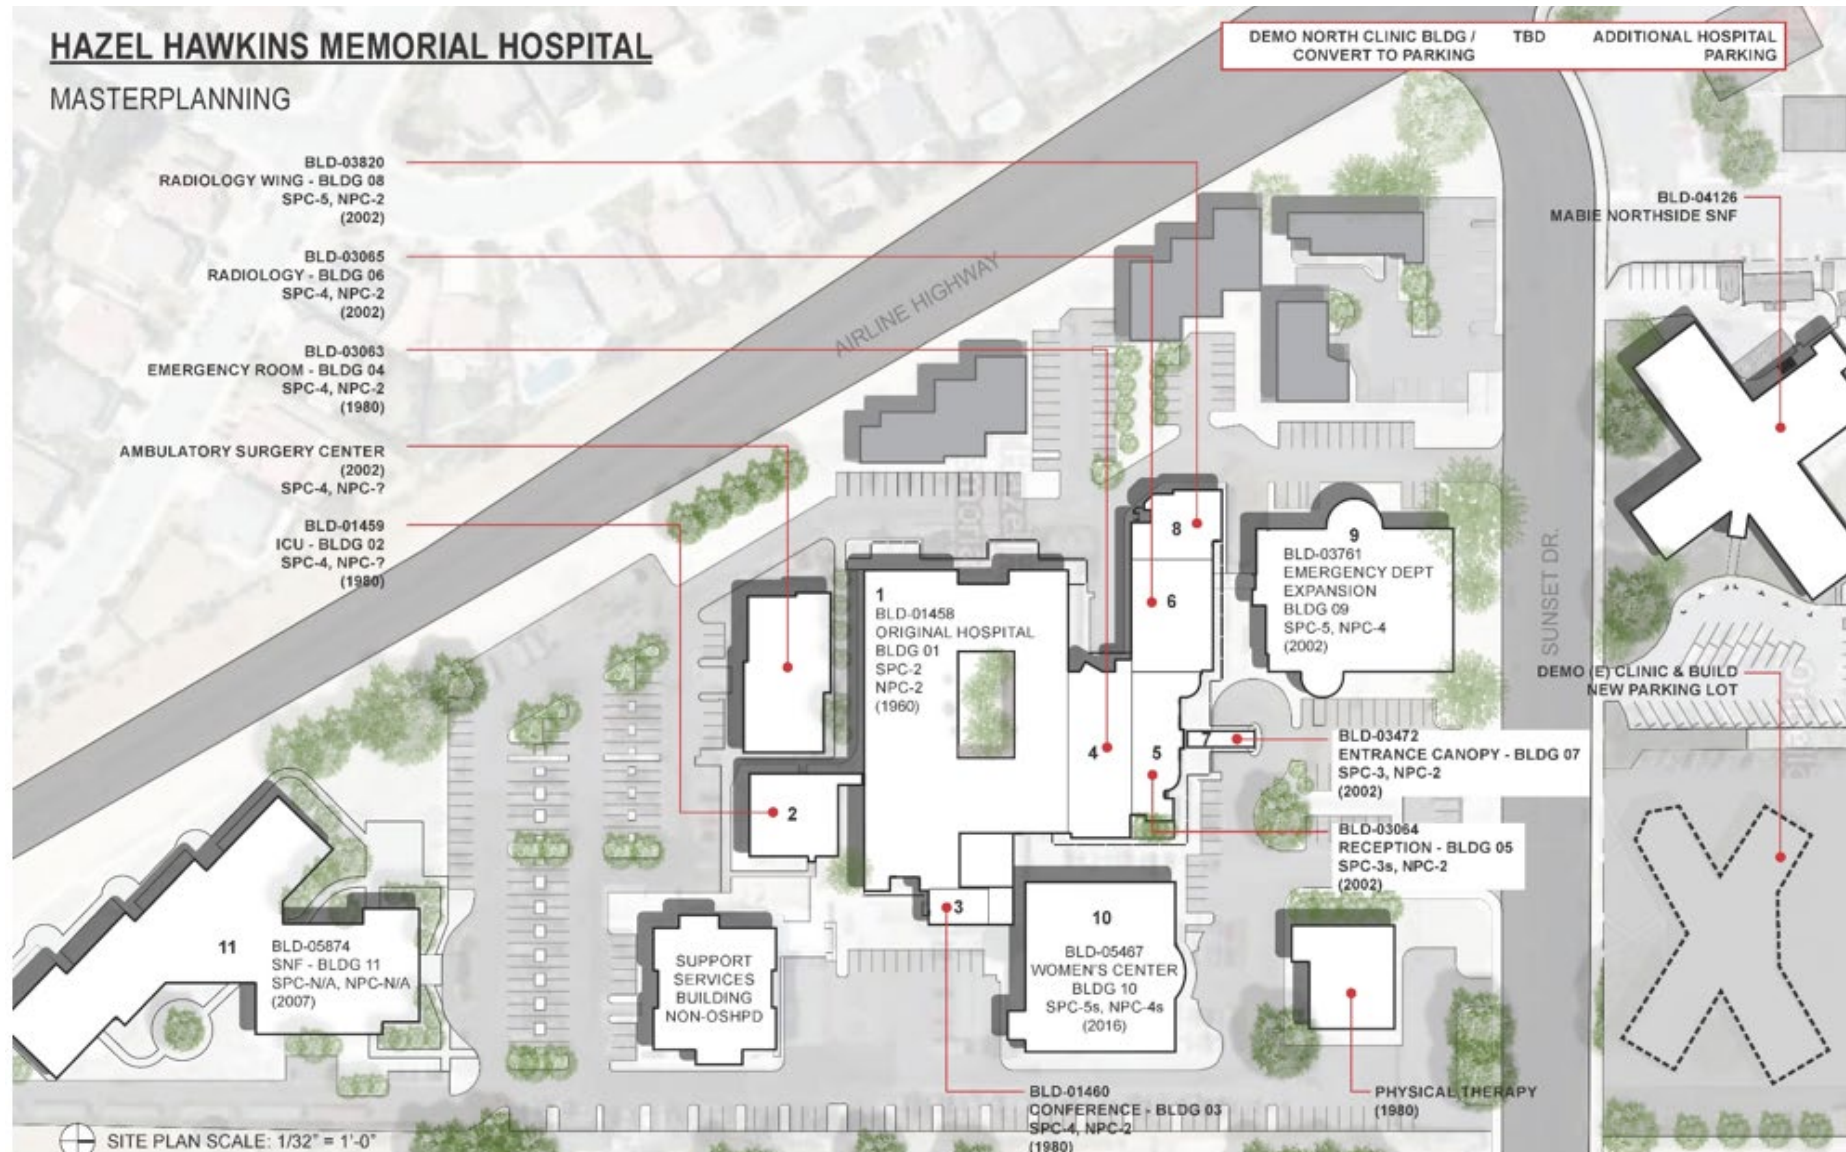 HAZEL HAWKINS MEMORIAL HOSPITAL
MASTERPLANNING
DEMO NORTH CLINIC BLDG /
CONVERT TO PARKING
TBD
ADDITIONAL HOSPITAL
PARKING
BLD-03820
RADIOLOGY WING - BLDG 08
SPC-5, NPC-2
(2002)
BLD-03065
RADIOLOGY - BLDG 06
SPC-4, NPC-2
(2002)
BLD-03063
EMERGENCY ROOM - BLDG 04
SPC-4, NPC-2
(1980)
AMBULATORY SURGERY CENTER
(2002)
SPC-4, NPC-?
BLD-01459
ICU - BLDG 02
SPC-4, NPC-?
(1980)
AIRLINE HIGHWAY
BLD-04126
MABIE NORTHSIDE SNF
8
6
9
BLD-03761
EMERGENCY DEPT
EXPANSION
BLDG 09
SPC-5, NPC-4
(2002)
SUNSET DR.
1
BLD-01458
ORIGINAL HOSPITAL
BLDG 01
SPC-2
NPC-2
(1960)
DEMO (E) CLINIC & BUILD
NEW PARKING LOT
4
5
7
BLD-03472
ENTRANCE CANOPY - BLDG 07
SPC-3, NPC-2
(2002)
2
BLD-03064
RECEPTION - BLDG 05
SPC-3s, NPC-2
(2002)
3
10
BLD-05467
WOMEN'S CENTER
BLDG 10
SPC-5s, NPC-4s
(2016)
11
BLD-05874
SNF - BLDG 11
SPC-N/A, NPC-N/A
(2007)
SUPPORT
SERVICES
BUILDING
NON-OSHPD
BLD-01460
CONFERENCE - BLDG 03
SPC-4, NPC-2
(1980)
PHYSICAL THERAPY
(1980)
SITE PLAN SCALE: 1/32" = 1'-0"